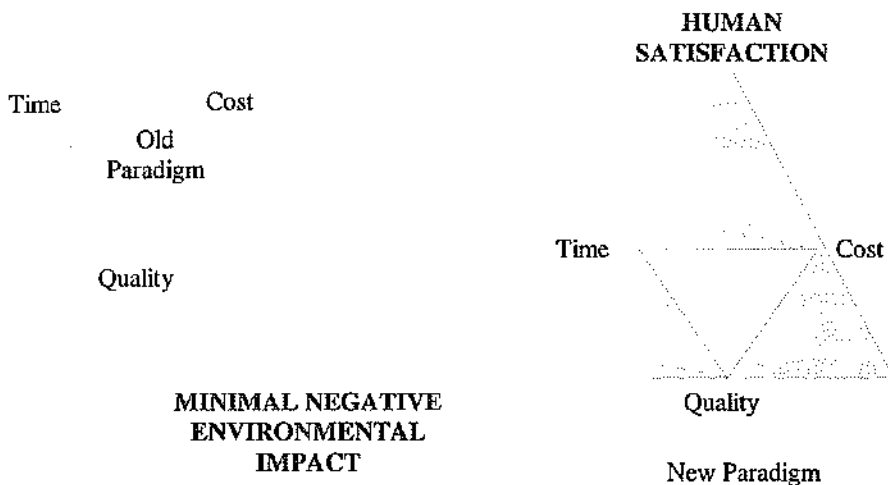 HUMAN
SATISFACTION
Time
Cost
Old
Paradigm
Time
Cost
Quality
MINIMAL NEGATIVE
ENVIRONMENTAL
IMPACT
Quality
New Paradigm